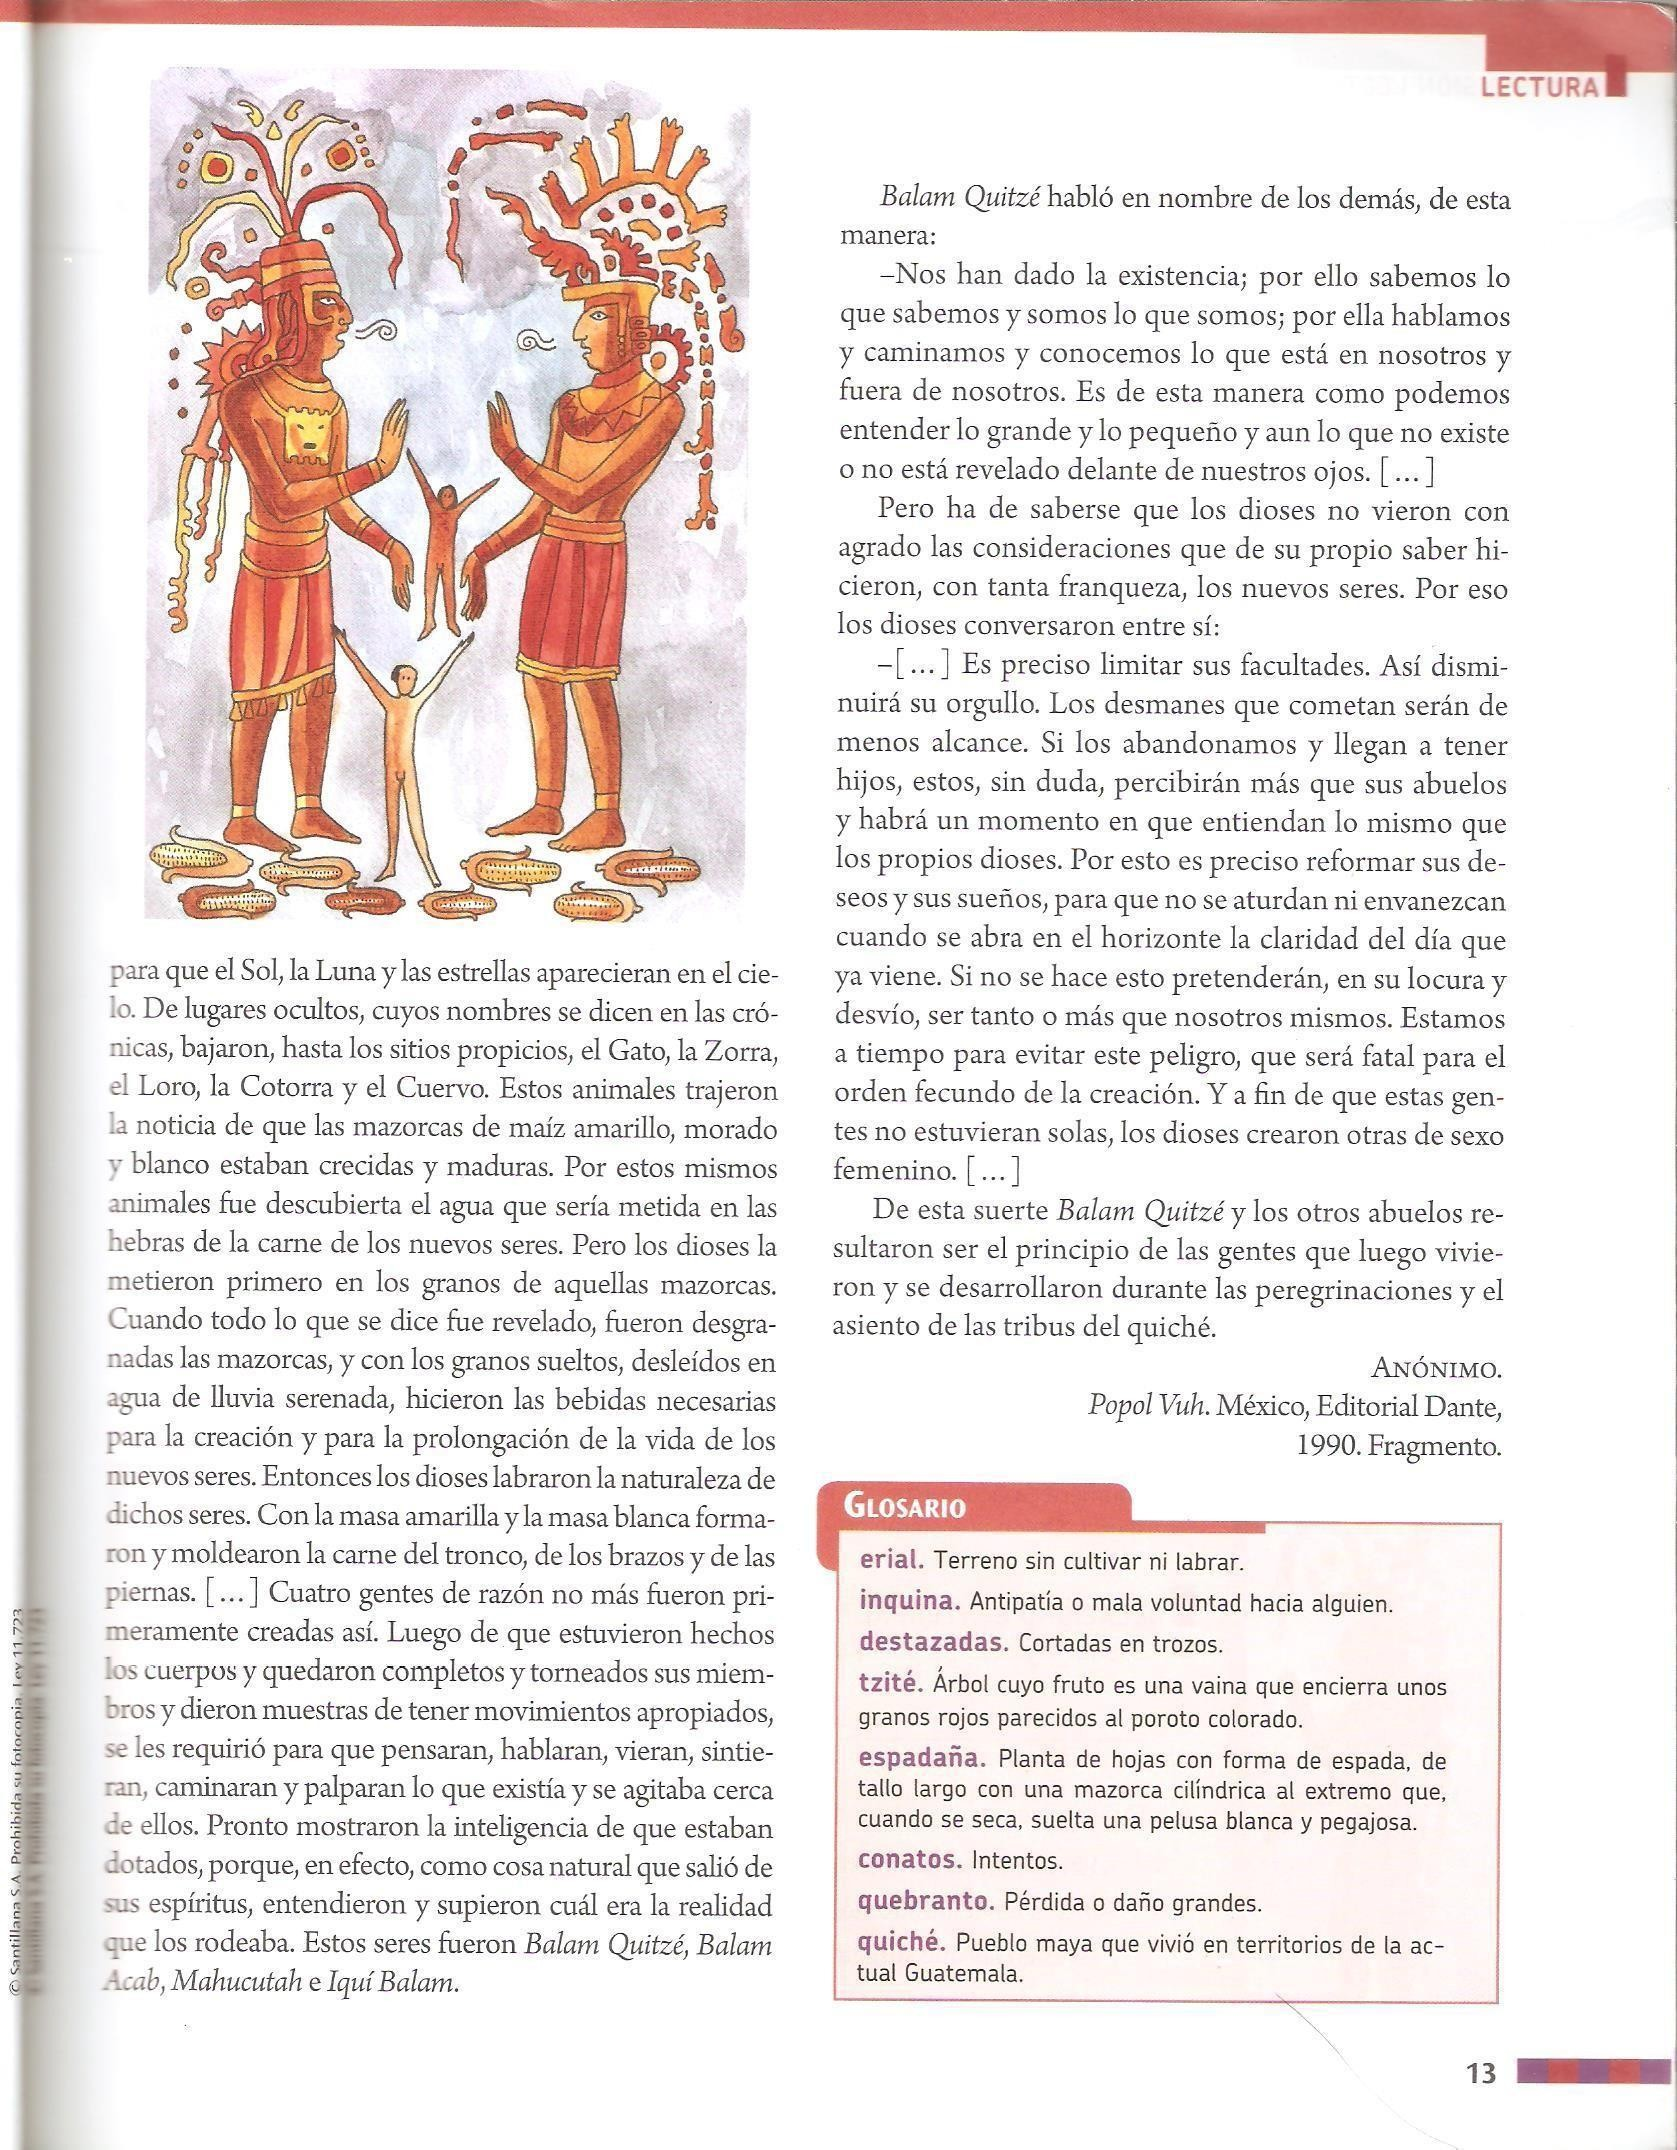 LECTURA
para que el Sol, la Luna y las estrellas aparecieran en el cie-
lo. De lugares ocultos, cuyos nombres se dicen en las cró-
nicas, bajaron, hasta los sitios propicios, el Gato, la Zorra,
el Loro, la Cotorra y el Cuervo. Estos animales trajeron
la noticia de que las mazorcas de maíz amarillo, morado
y blanco estaban crecidas y maduras. Por estos mismos
animales fue descubierta el agua que sería metida en las
hebras de la carne de los nuevos seres. Pero los dioses la
metieron primero en los granos de aquellas mazorcas.
Cuando todo lo que se dice fue revelado, fueron desgra-
nadas las mazorcas, y con los granos sueltos, desleídos en
agua de lluvia serenada, hicieron las bebidas necesarias
para la creación y para la prolongación de la vida de los
nuevos seres. Entonces los dioses labraron la naturaleza de
dichos seres. Con la masa amarilla y la masa blanca forma-
ron y moldearon la carne del tronco, de los brazos y de las
piernas. [...] Cuatro gentes de razón no más fueron pri-
meramente creadas así. Luego de que estuvieron hechos
los cuerpos y quedaron completos y torneados sus miem-
bros y dieron muestras de tener movimientos apropiados,
se les requirió para que pensaran, hablaran, vieran, sintie-
ran, caminaran y palparan lo que existía y se agitaba cerca
de ellos. Pronto mostraron la inteligencia de que estaban
dotados, porque, en efecto, como cosa natural que salió de
sus espíritus, entendieron y supieron cuál era la realidad
que los rodeaba. Estos seres fueron Balam Quitzé, Balam
Acab, Mahucutah e Iquí Balam.
Balam Quitzé habló en nombre de los demás, de esta
manera:
–Nos han dado la existencia; por ello sabemos lo
que sabemos y somos lo que somos; por ella hablamos
y caminamos y conocemos lo que está en nosotros y
fuera de nosotros. Es de esta manera como podemos
entender lo grande y lo pequeño y aun lo que no existe
o no está revelado delante de nuestros ojos. [...]
Pero ha de saberse que los dioses no vieron con
agrado las consideraciones que de su propio saber hi-
cieron, con tanta franqueza, los nuevos seres. Por eso
los dioses conversaron entre sí:
–[...] Es preciso limitar sus facultades. Así dismi-
nuirá su orgullo. Los desmanes que cometan serán de
menos alcance. Si los abandonamos y llegan a tener
hijos, estos, sin duda, percibirán más que sus abuelos
y habrá un momento en que entiendan lo mismo que
los propios dioses. Por esto es preciso reformar sus de-
seos y sus sueños, para que no se aturdan ni envanezcan
cuando se abra en el horizonte la claridad del día que
ya viene. Si no se hace esto pretenderán, en su locura y
desvío, ser tanto o más que nosotros mismos. Estamos
a tiempo para evitar este peligro, que será fatal para el
orden fecundo de la creación. Y a fin de que estas gen-
tes no estuvieran solas, los dioses crearon otras de sexo
femenino. [...]
De esta suerte Balam Quitzé y los otros abuelos re-
sultaron ser el principio de las gentes que luego vivie-
ron y se desarrollaron durante las peregrinaciones y el
asiento de las tribus del quiché.
ANÓNIMO.
Popol Vuh. México, Editorial Dante,
1990. Fragmento.
GLOSARIO
erial. Terreno sin cultivar ni labrar.
inquina. Antipatía o mala voluntad hacia alguien.
destazadas. Cortadas en trozos.
tzité. Árbol cuyo fruto es una vaina que encierra unos
granos rojos parecidos al poroto colorado.
espadaña. Planta de hojas con forma de espada, de
tallo largo con una mazorca cilíndrica al extremo que,
cuando se seca, suelta una pelusa blanca y pegajosa.
conatos. Intentos.
quebranto. Pérdida o daño grandes.
quiché. Pueblo maya que vivió en territorios de la ac-
tual Guatemala.
© Santillana S.A. Prohibida su fotocopia. Ley 11.723
13